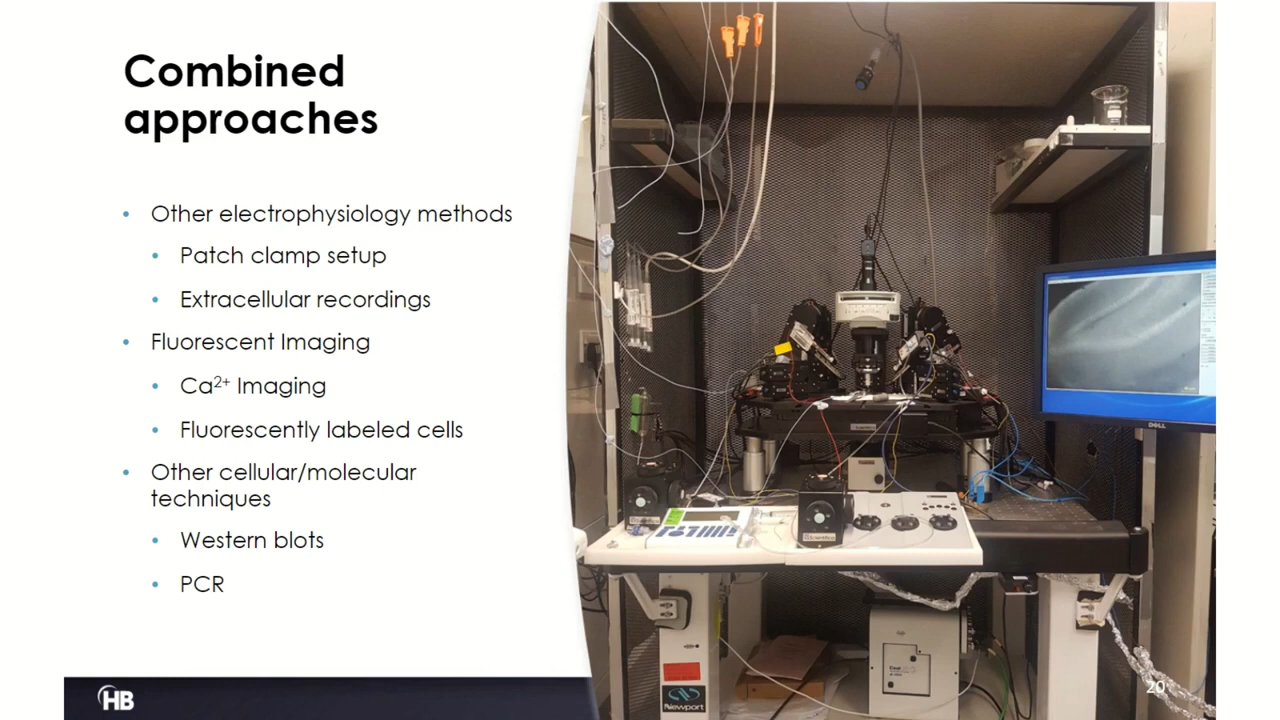 Combined
approaches
• Other electrophysiology methods
• Patch clamp setup
• Extracellular recordings
• Fluorescent Imaging
• Ca²⁺ Imaging
• Fluorescently labeled cells
• Other cellular/molecular
techniques
• Western blots
• PCR
HB
Newport
Scientifica
DELL
20